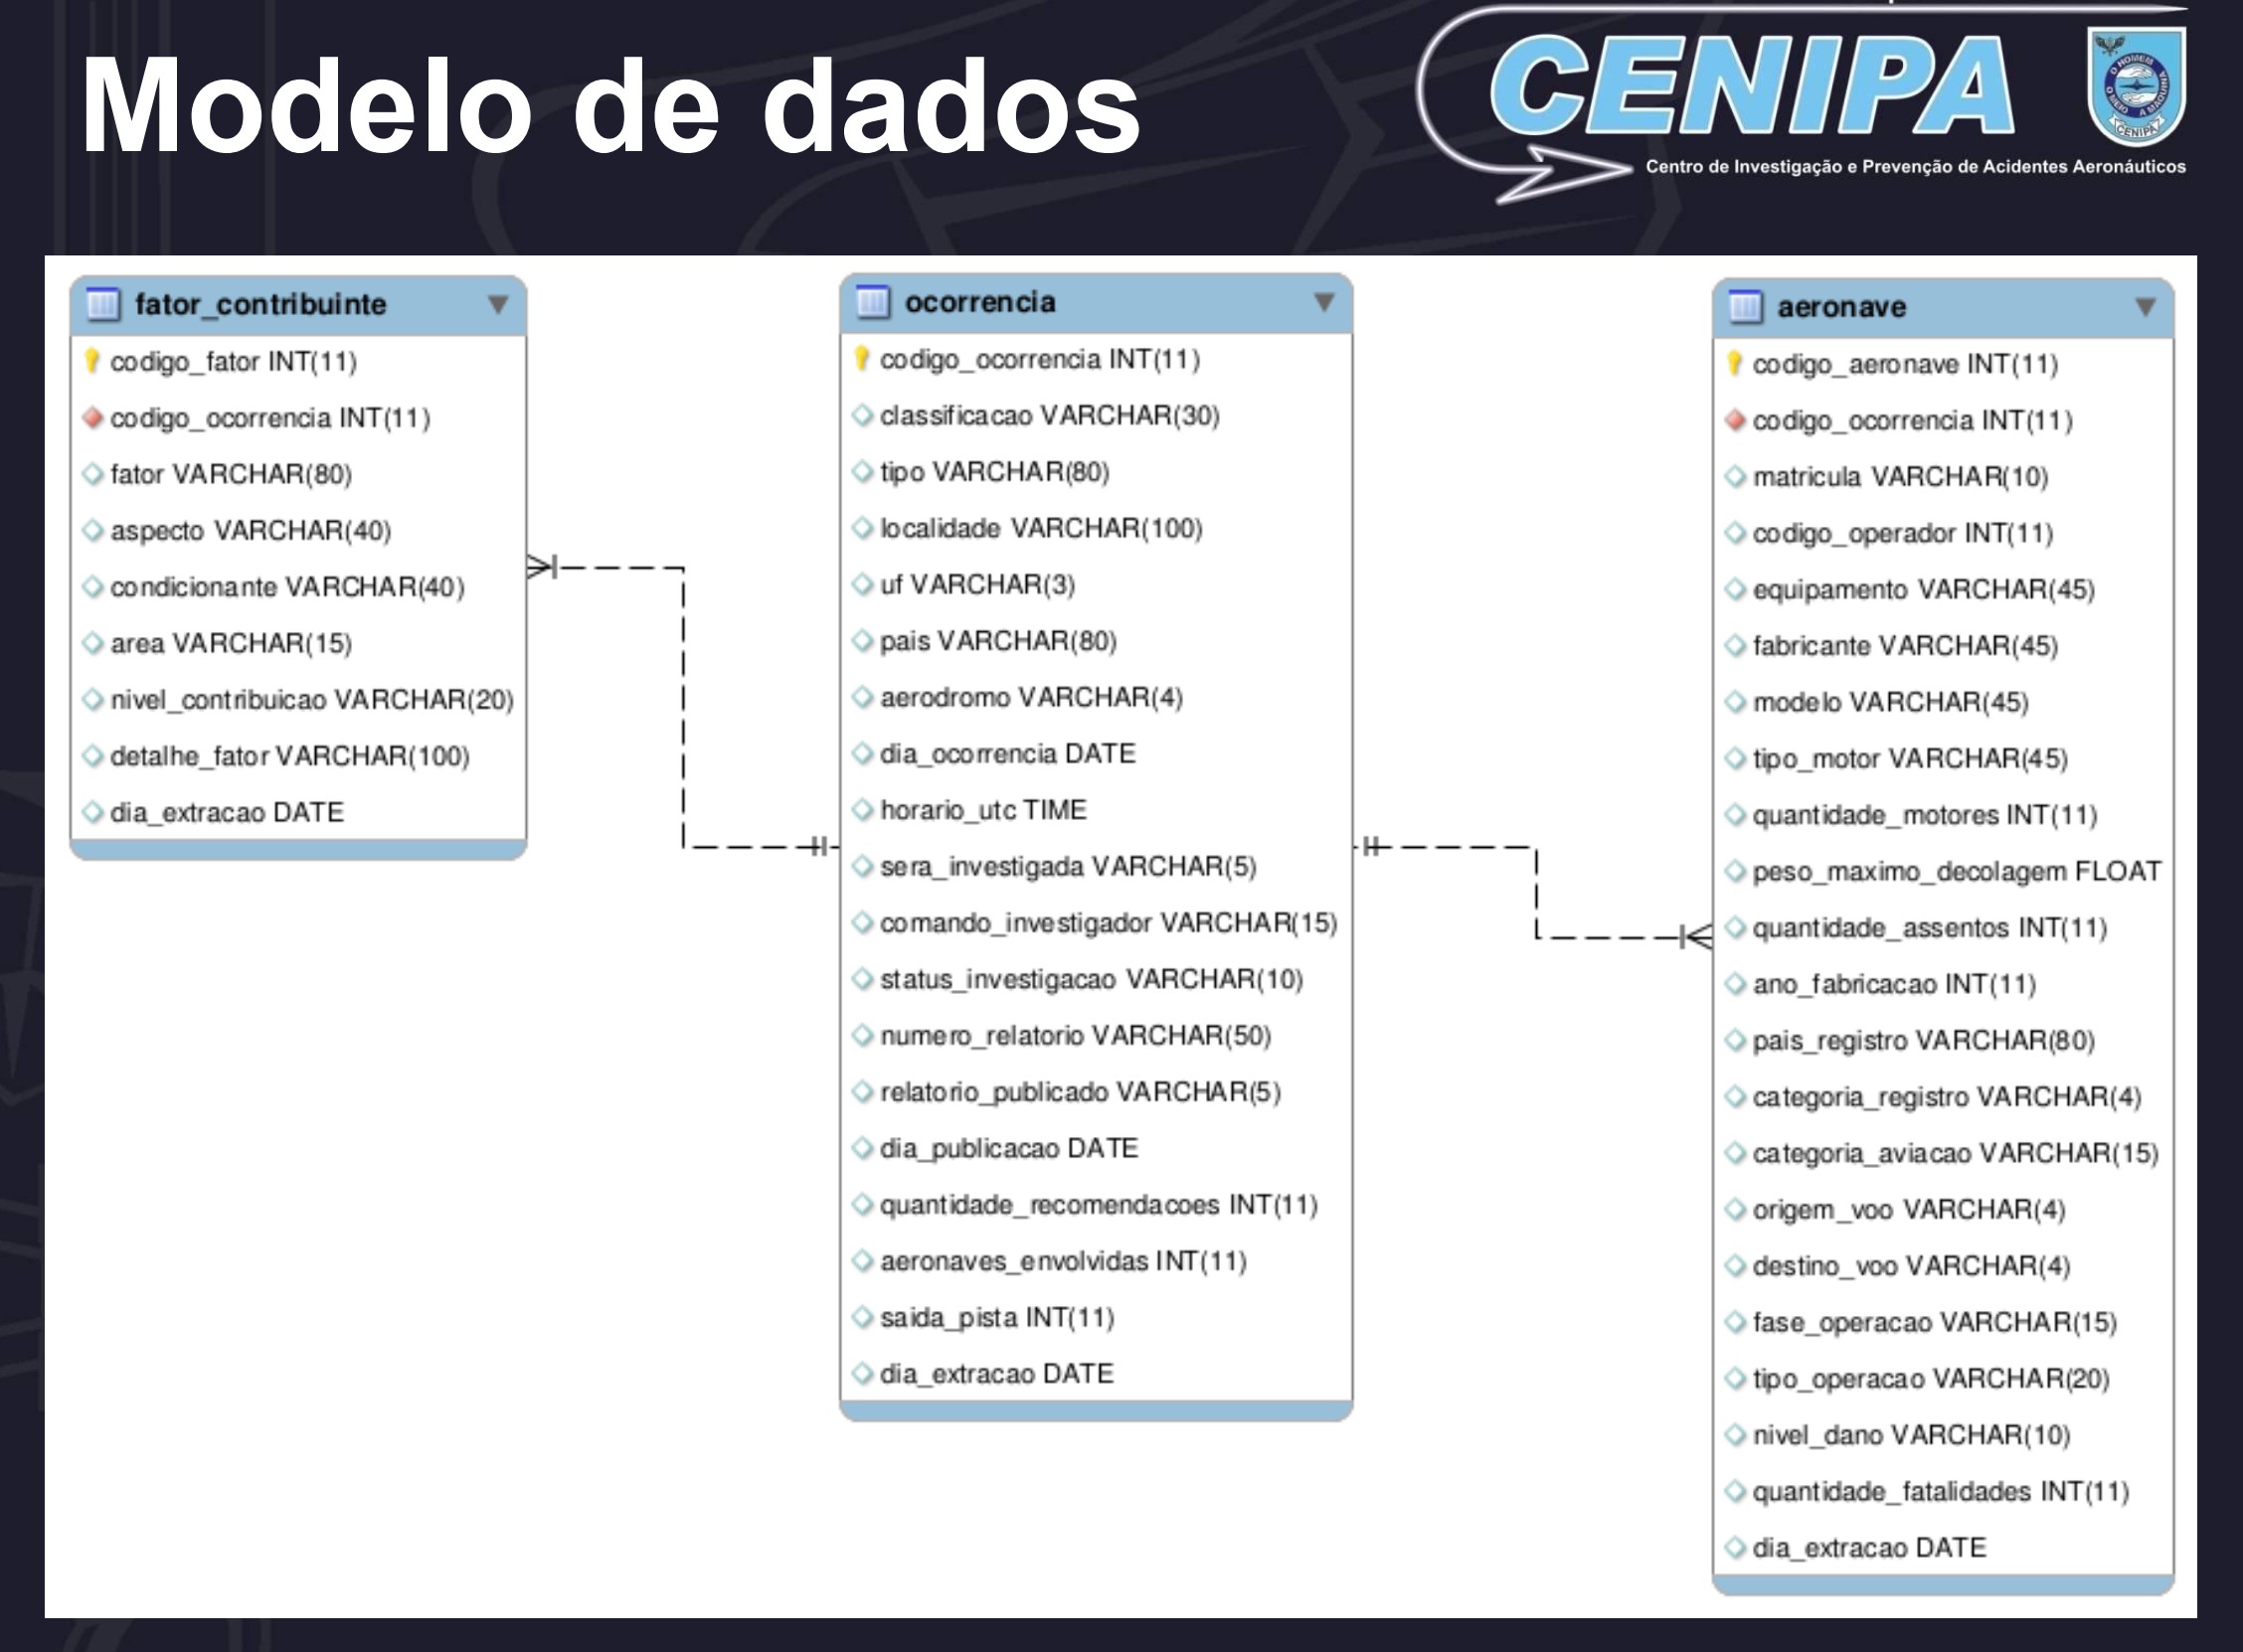 Modelo de dados
CENIPA
O HOMEM
O MEIO
A MAQUINA
CENIPA
Centro de Investigação e Prevenção de Acidentes Aeronáuticos
fator_contribuinte
codigo_fator INT(11)
codigo_ocorrencia INT(11)
fator VARCHAR(80)
aspecto VARCHAR(40)
condicionante VARCHAR(40)
area VARCHAR(15)
nivel_contribuicao VARCHAR(20)
detalhe_fator VARCHAR(100)
dia_extracao DATE
ocorrencia
codigo_ocorrencia INT(11)
classificacao VARCHAR(30)
tipo VARCHAR(80)
localidade VARCHAR(100)
uf VARCHAR(3)
pais VARCHAR(80)
aerodromo VARCHAR(4)
dia_ocorrencia DATE
horario_utc TIME
sera_investigada VARCHAR(5)
comando_investigador VARCHAR(15)
status_investigacao VARCHAR(10)
numero_relatorio VARCHAR(50)
relatorio_publicado VARCHAR(5)
dia_publicacao DATE
quantidade_recomendacoes INT(11)
aeronaves_envolvidas INT(11)
saida_pista INT(11)
dia_extracao DATE
aeronave
codigo_aeronave INT(11)
codigo_ocorrencia INT(11)
matricula VARCHAR(10)
codigo_operador INT(11)
equipamento VARCHAR(45)
fabricante VARCHAR(45)
modelo VARCHAR(45)
tipo_motor VARCHAR(45)
quantidade_motores INT(11)
peso_maximo_decolagem FLOAT
quantidade_assentos INT(11)
ano_fabricacao INT(11)
pais_registro VARCHAR(80)
categoria_registro VARCHAR(4)
categoria_aviacao VARCHAR(15)
origem_voo VARCHAR(4)
destino_voo VARCHAR(4)
fase_operacao VARCHAR(15)
tipo_operacao VARCHAR(20)
nivel_dano VARCHAR(10)
quantidade_fatalidades INT(11)
dia_extracao DATE